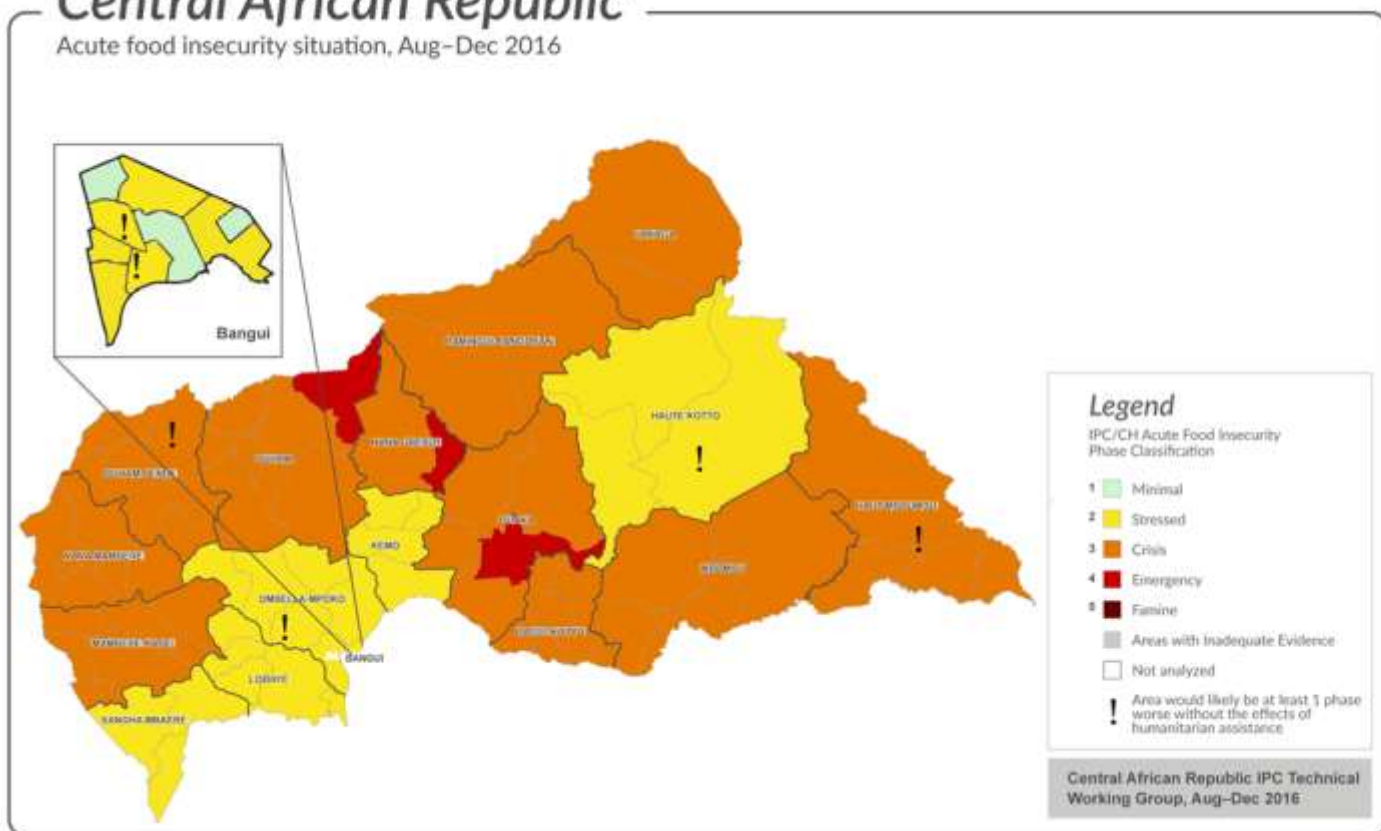 Central African Republic
Acute food insecurity situation, Aug–Dec 2016
Bangui
HAUTE-KOTTO
KEMO
OMBELLA-MPOKO
BANGUI
LOBAYE
Legend
IPC/CH Acute Food Insecurity
Phase Classification
1 Minimal
2 Stressed
3 Crisis
4 Emergency
5 Famine
Areas with Inadequate Evidence
Not analyzed
! Area would likely be at least 1 phase
worse without the effects of
humanitarian assistance
Central African Republic IPC Technical
Working Group, Aug–Dec 2016